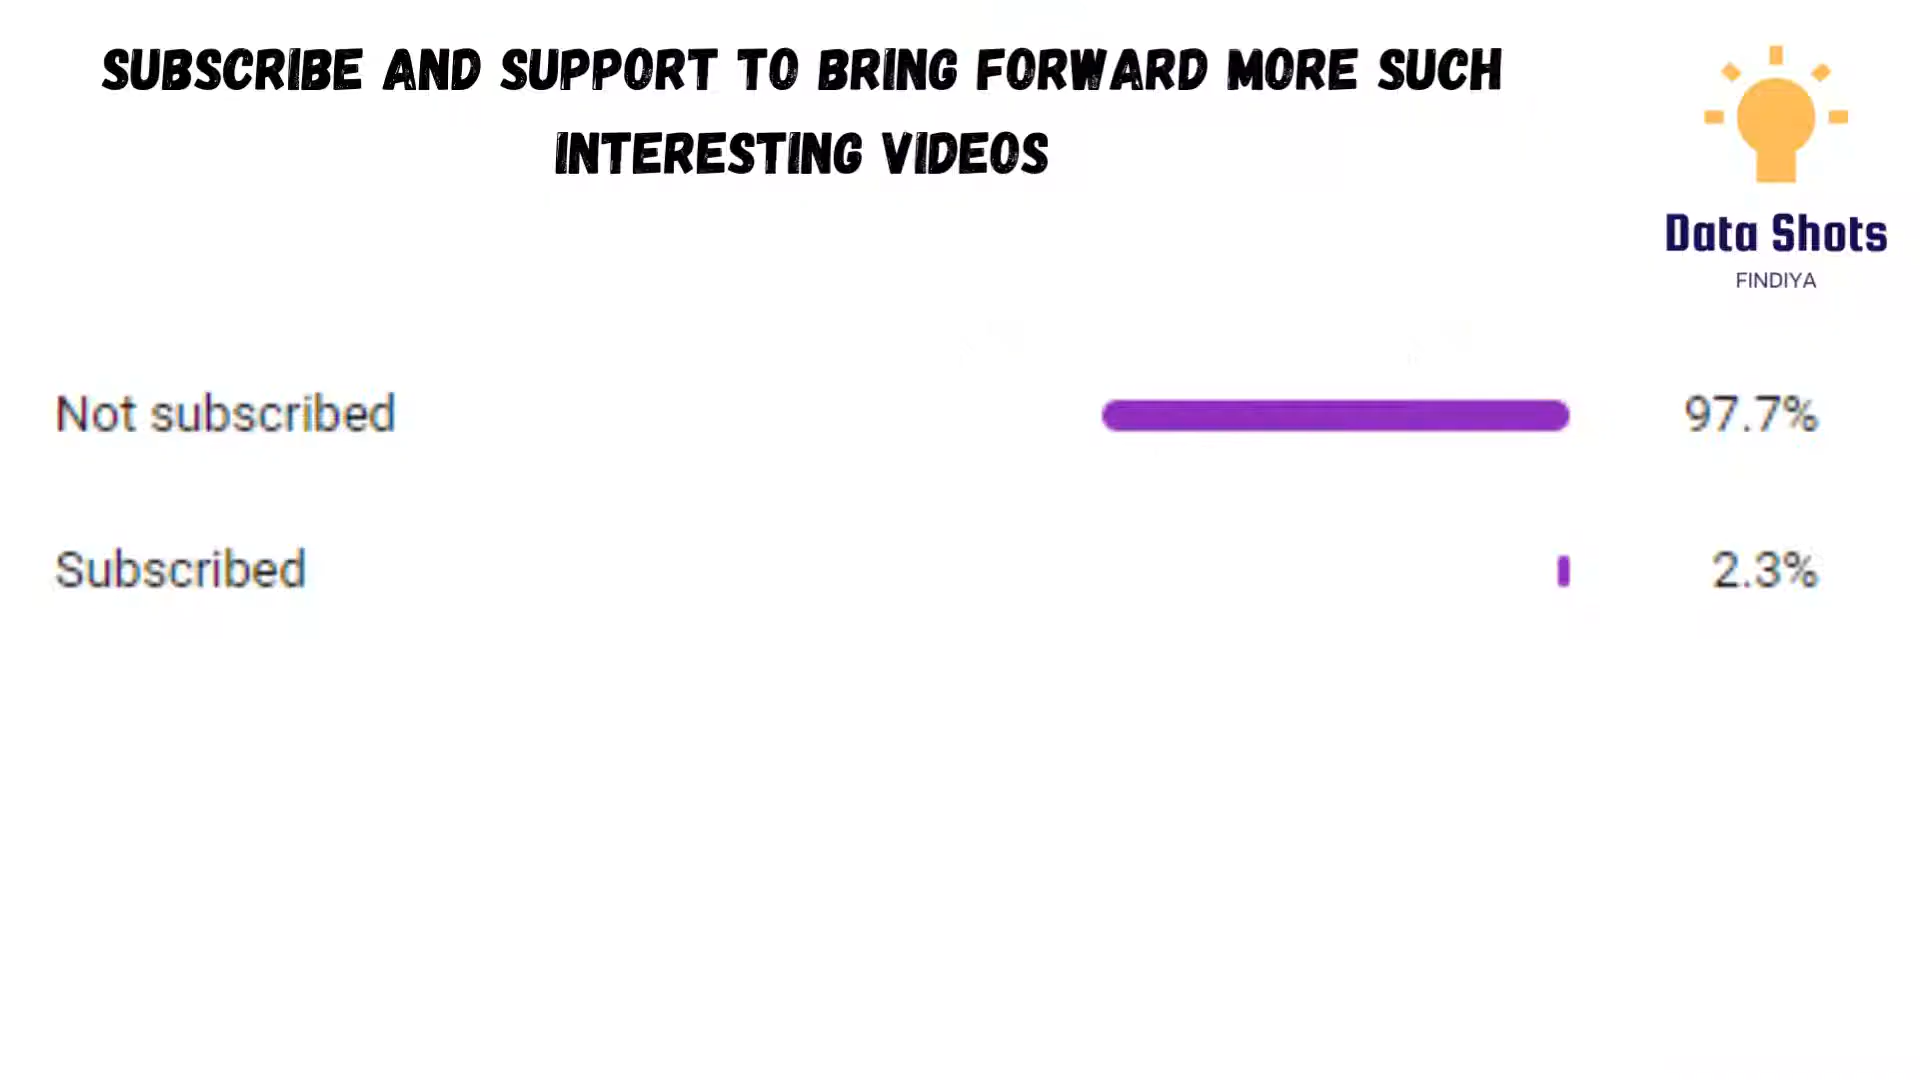 SUBSCRIBE AND SUPPORT TO BRING FORWARD MORE SUCH
INTERESTING VIDEOS
Data Shots
FINDIYA
Not subscribed 97.7%
Subscribed 2.3%